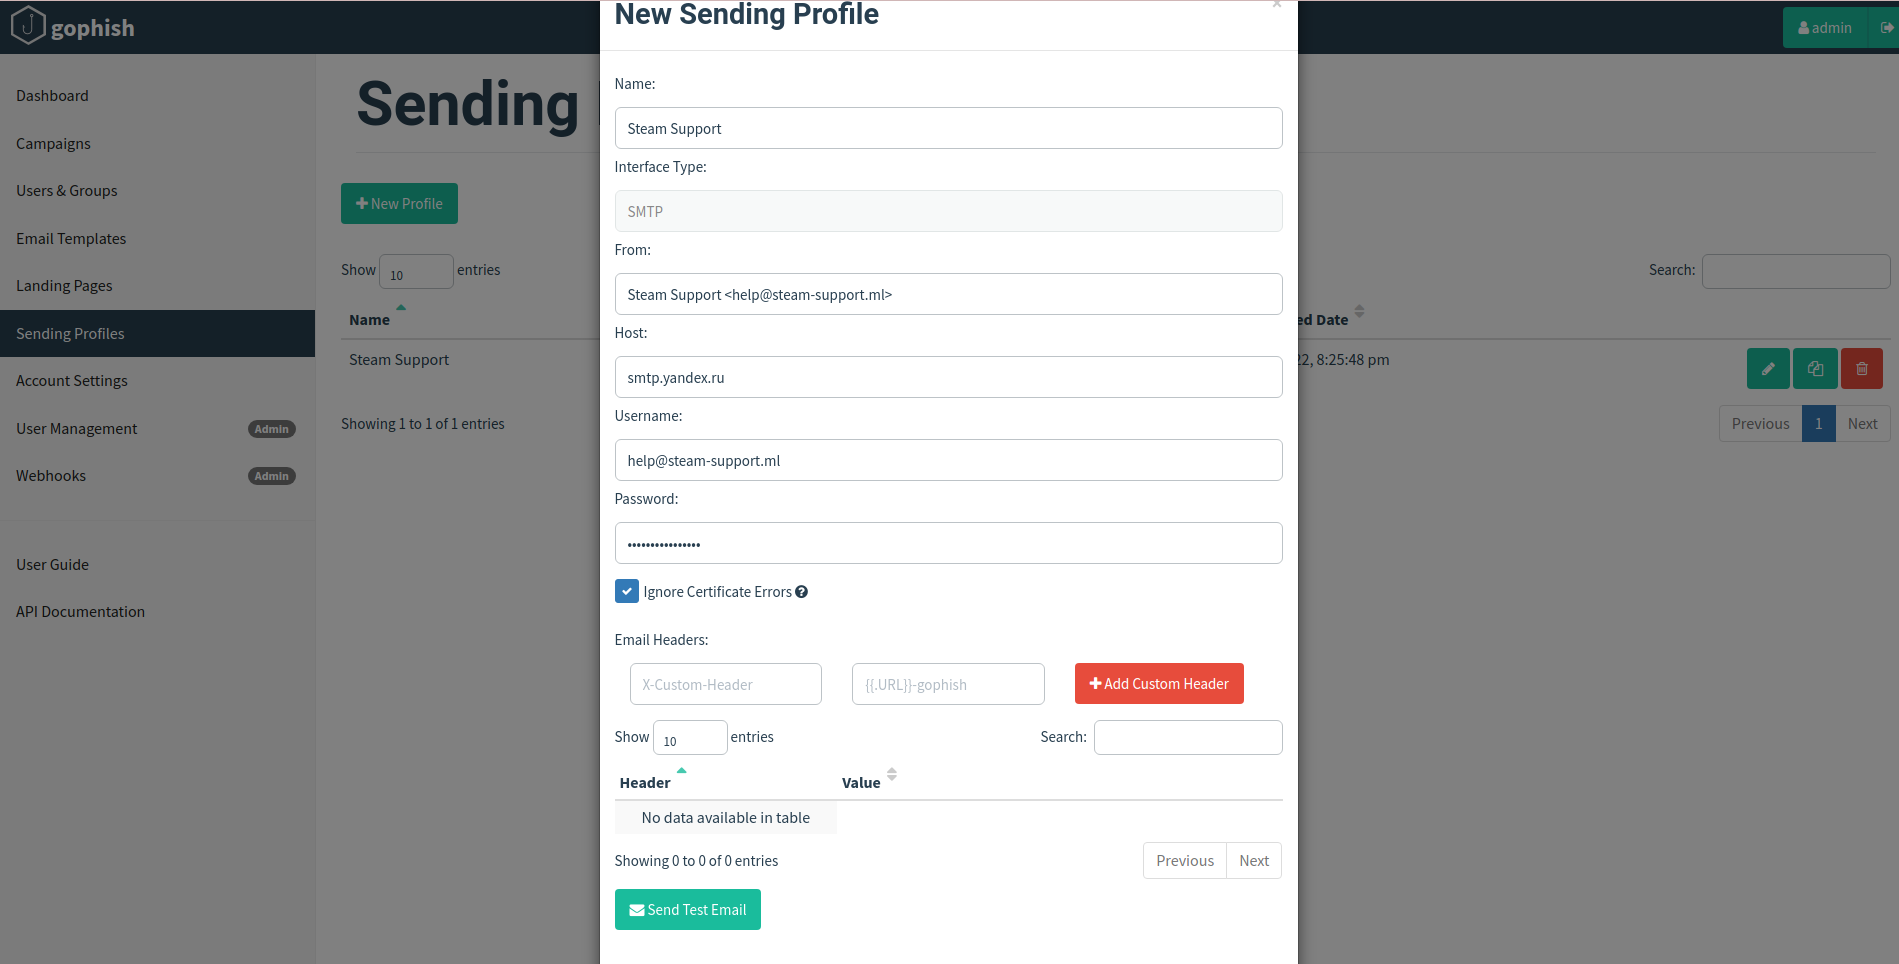 New Sending Profile
×
gophish
admin
Dashboard
Campaigns
Users & Groups
Email Templates
Landing Pages
Sending Profiles
Account Settings
User Management Admin
Webhooks Admin
User Guide
API Documentation
Sending
New Profile
Show 10 entries
Search:
Name
ed Date
Steam Support
22, 8:25:48 pm
Showing 1 to 1 of 1 entries
Previous 1 Next
Name:
Steam Support
Interface Type:
SMTP
From:
Steam Support <help@steam-support.ml>
Host:
smtp.yandex.ru
Username:
help@steam-support.ml
Password:
••••••••••••••••
Ignore Certificate Errors ?
Email Headers:
X-Custom-Header {{.URL}}-gophish Add Custom Header
Show 10 entries Search:
Header Value
No data available in table
Showing 0 to 0 of 0 entries Previous Next
Send Test Email